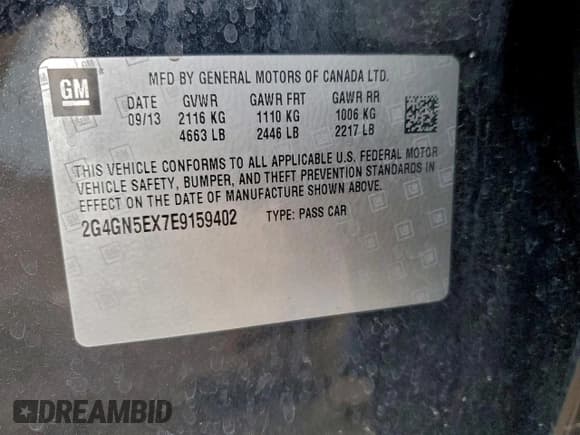 GM
MFD BY GENERAL MOTORS OF CANADA LTD.
DATE GVWR GAWR FRT GAWR RR
09/13 2116 KG 1110 KG 1006 KG
4663 LB 2446 LB 2217 LB
THIS VEHICLE CONFORMS TO ALL APPLICABLE U.S. FEDERAL MOTOR
VEHICLE SAFETY, BUMPER, AND THEFT PREVENTION STANDARDS IN
EFFECT ON THE DATE OF MANUFACTURE SHOWN ABOVE.
2G4GN5EX7E9159402 TYPE: PASS CAR
DREAMBID